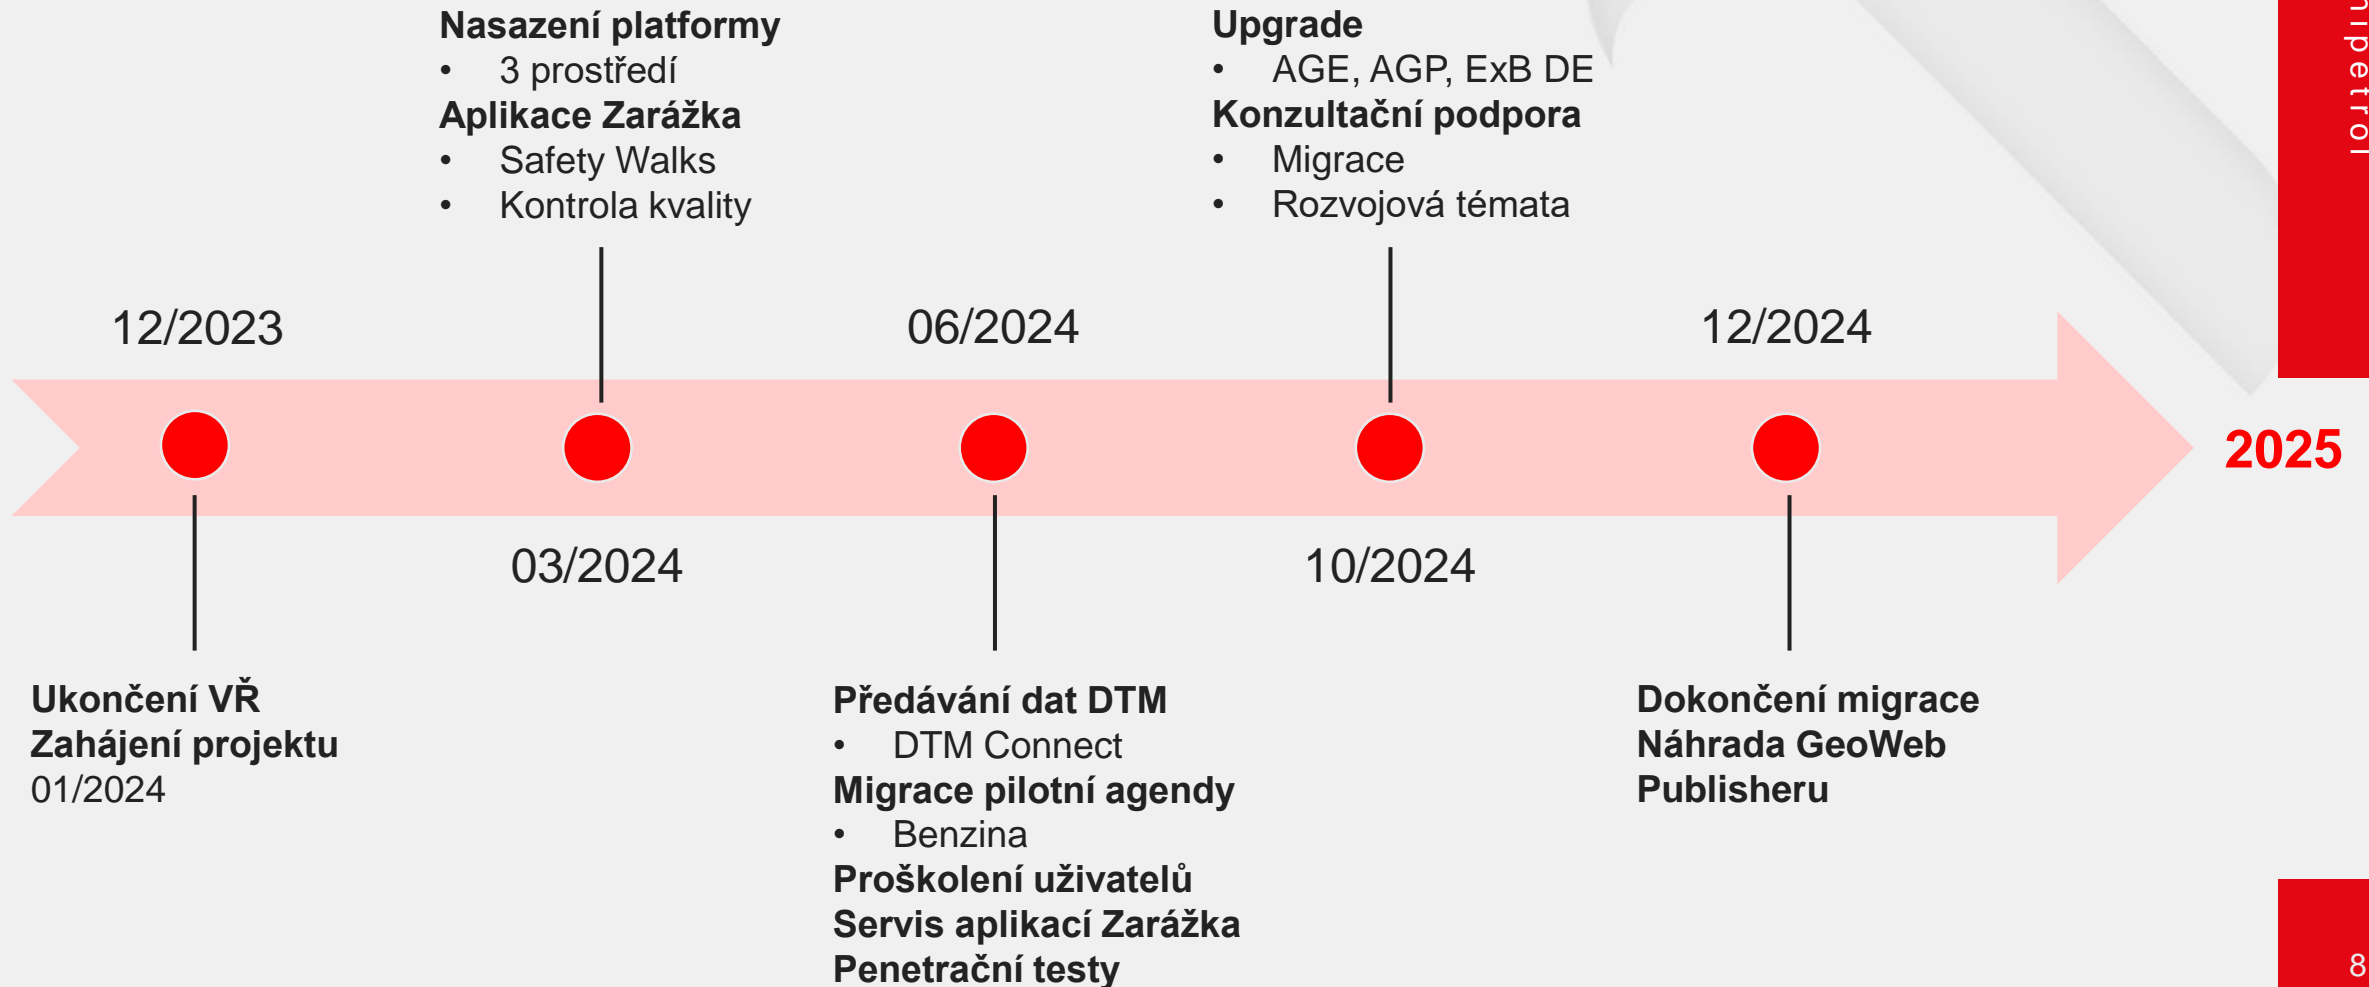 Nasazení platformy
• 3 prostředí
Aplikace Zarážka
• Safety Walks
• Kontrola kvality
Upgrade
• AGE, AGP, ExB DE
Konzultační podpora
• Migrace
• Rozvojová témata
12/2023
06/2024
12/2024
2025
03/2024
10/2024
Ukončení VŘ
Zahájení projektu
01/2024
Předávání dat DTM
• DTM Connect
Migrace pilotní agendy
• Benzina
Proškolení uživatelů
Servis aplikací Zarážka
Penetrační testy
Dokončení migrace
Náhrada GeoWeb
Publisheru
8